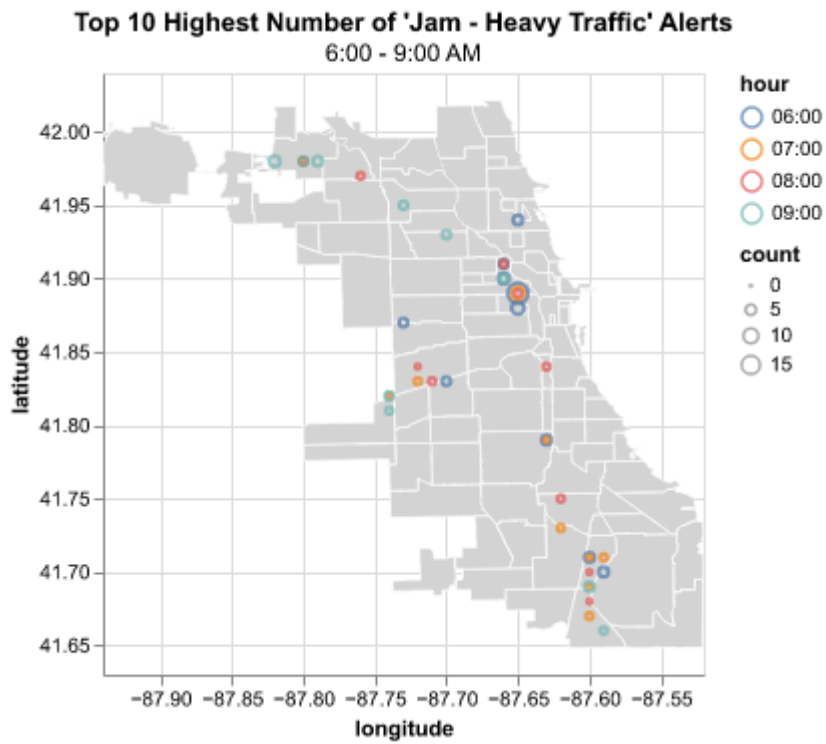 Top 10 Highest Number of 'Jam - Heavy Traffic' Alerts
6:00 - 9:00 AM
hour
06:00
07:00
08:00
09:00
count
0
5
10
15
latitude
42.00
41.95
41.90
41.85
41.80
41.75
41.70
41.65
−87.90 −87.85 −87.80 −87.75 −87.70 −87.65 −87.60 −87.55
longitude